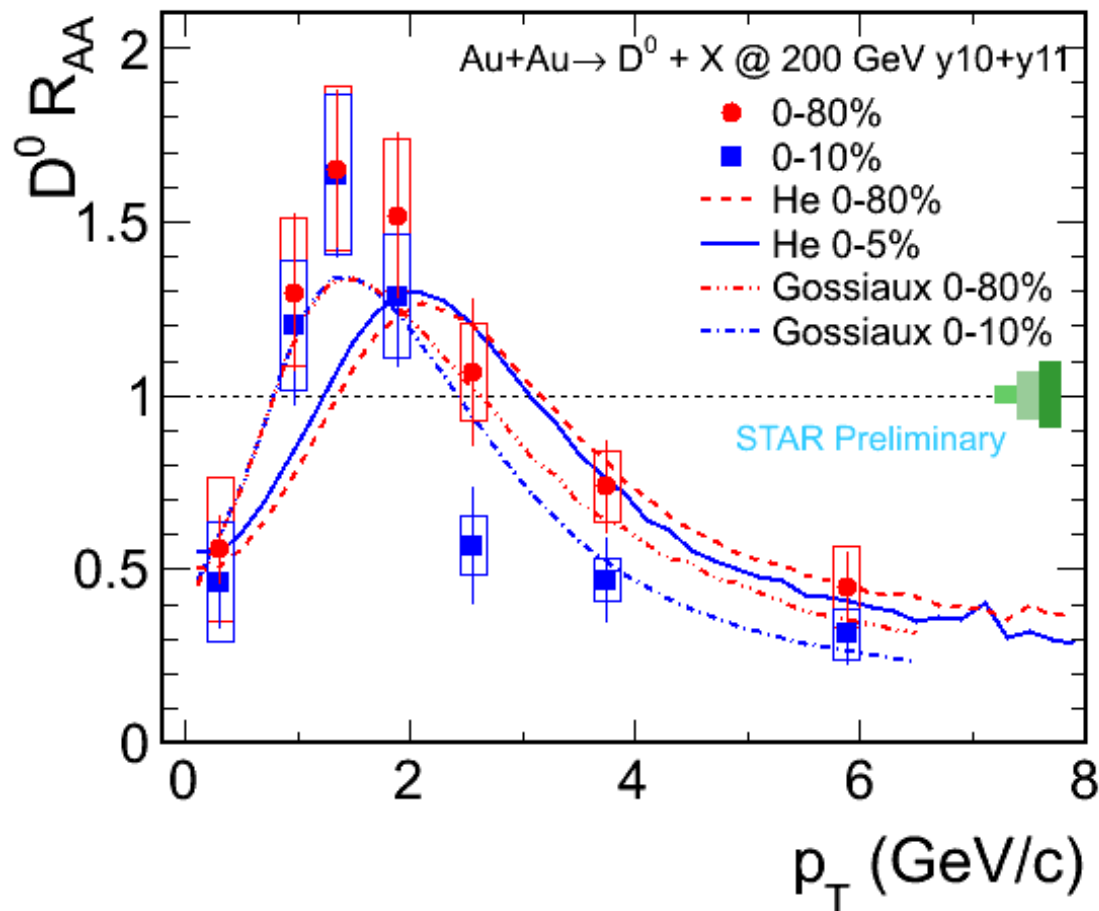 D⁰ R_AA
2
1.5
1
0.5
0
Au+Au→ D⁰ + X @ 200 GeV y10+y11
0-80%
0-10%
He 0-80%
He 0-5%
Gossiaux 0-80%
Gossiaux 0-10%
STAR Preliminary
0 2 4 6 8
p_T (GeV/c)